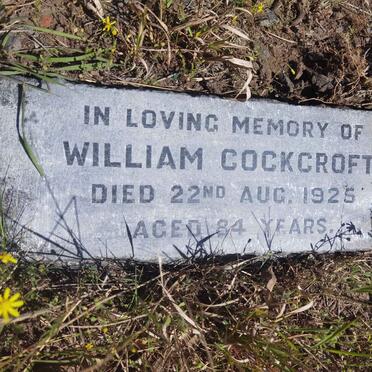 IN LOVING MEMORY OF
WILLIAM COCKCROFT
DIED 22ND AUG. 1925
AGED 84 YEARS.